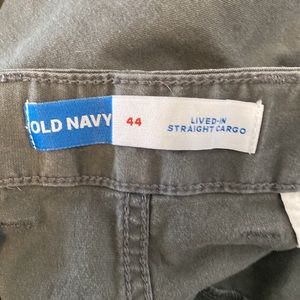 OLD NAVY
44
LIVED-IN
STRAIGHT CARGO